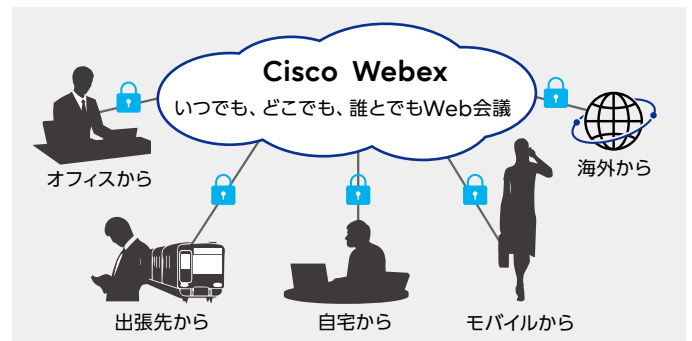 Cisco Webex
いつでも、どこでも、誰とでもWeb会議
オフィスから
海外から
出張先から
自宅から
モバイルから